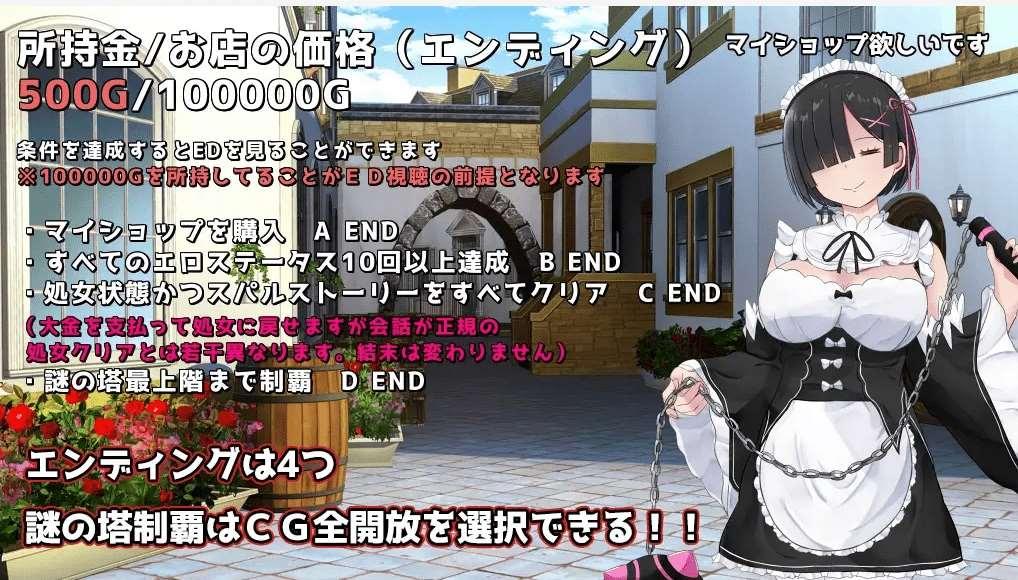 所持金/お店の価格（エンディング）
マイショップ欲しいです
500G/100000G
条件を達成するとEDを見ることができます
※100000Gを所持してることがＥＤ視聴の前提となります
・マイショップを購入　A END
・すべてのエロステータス10回以上達成　B END
・処女状態かつスパルストーリーをすべてクリア　C END
（大金を支払って処女に戻せますが会話が正規の
処女クリアとは若干異なります。結末は変わりません）
・謎の塔最上階まで制覇　D END
エンディングは4つ
謎の塔制覇はＣＧ全開放を選択できる！！